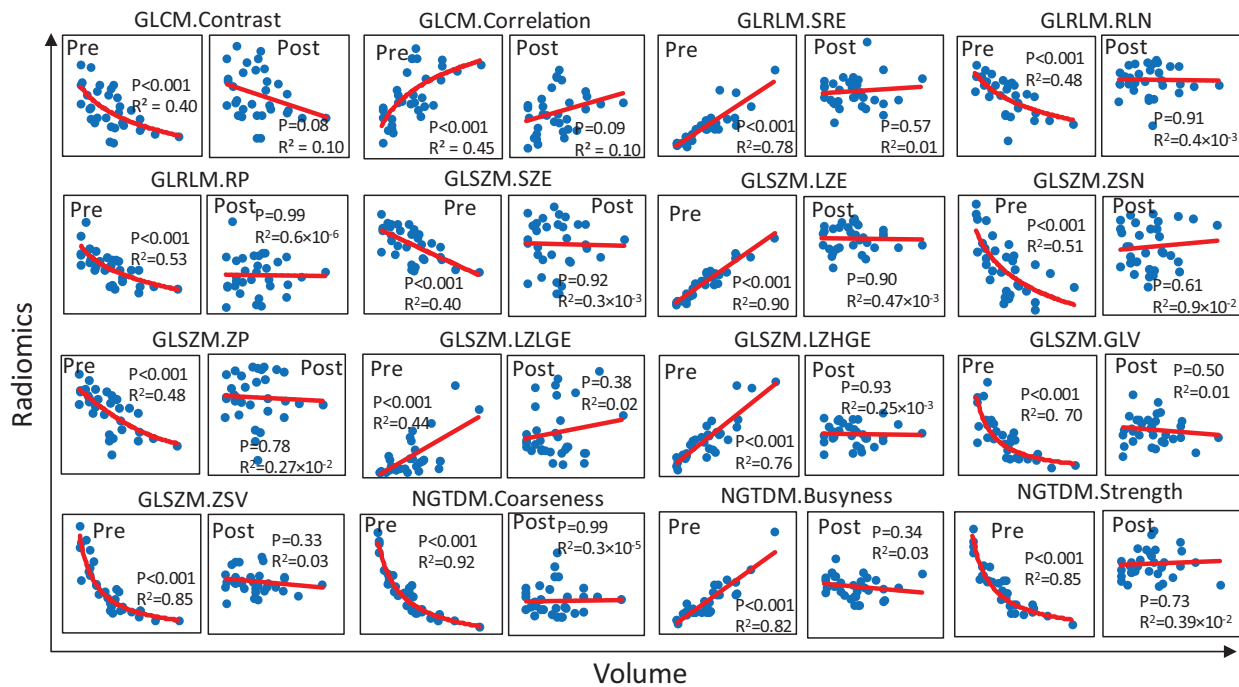 GLCM.Contrast
Pre
P<0.001
R² = 0.40
Post
P=0.08
R² = 0.10
GLCM.Correlation
Pre
P<0.001
R² = 0.45
Post
P=0.09
R² = 0.10
GLRLM.SRE
Pre
P<0.001
R²=0.78
Post
P=0.57
R²=0.01
GLRLM.RLN
Pre
P<0.001
R²=0.48
Post
P=0.91
R²=0.4×10⁻³
GLRLM.RP
Pre
P<0.001
R²=0.53
Post
P=0.99
R²=0.6×10⁻⁶
GLSZM.SZE
Pre
P<0.001
R²=0.40
Post
P=0.92
R²=0.3×10⁻³
GLSZM.LZE
Pre
P<0.001
R²=0.90
Post
P=0.90
R²=0.47×10⁻³
GLSZM.ZSN
Pre
P<0.001
R²=0.51
Post
P=0.61
R²=0.9×10⁻²
GLSZM.ZP
Pre
P<0.001
R²=0.48
Post
P=0.78
R²=0.27×10⁻²
GLSZM.LZLGE
Pre
P<0.001
R²=0.44
Post
P=0.38
R²=0.02
GLSZM.LZHGE
Pre
P<0.001
R²=0.76
Post
P=0.93
R²=0.25×10⁻³
GLSZM.GLV
Pre
P<0.001
R²=0. 70
Post
P=0.50
R²=0.01
GLSZM.ZSV
Pre
P<0.001
R²=0.85
Post
P=0.33
R²=0.03
NGTDM.Coarseness
Pre
P<0.001
R²=0.92
Post
P=0.99
R²=0.3×10⁻⁵
NGTDM.Busyness
Pre
P<0.001
R²=0.82
Post
P=0.34
R²=0.03
NGTDM.Strength
Pre
P<0.001
R²=0.85
Post
P=0.73
R²=0.39×10⁻²
Radiomics
Volume